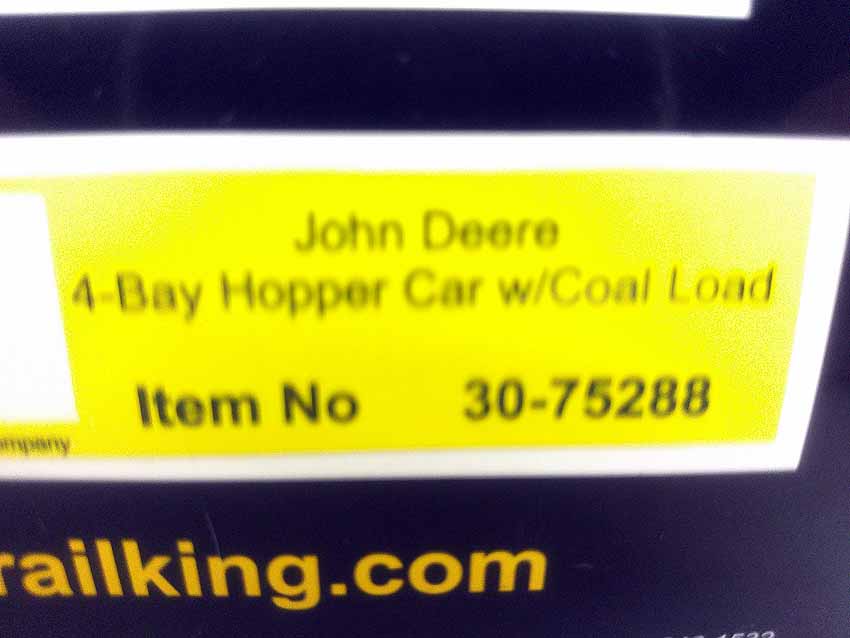 John Deere
4-Bay Hopper Car w/Coal Load
Item No 30-75288
railking.com